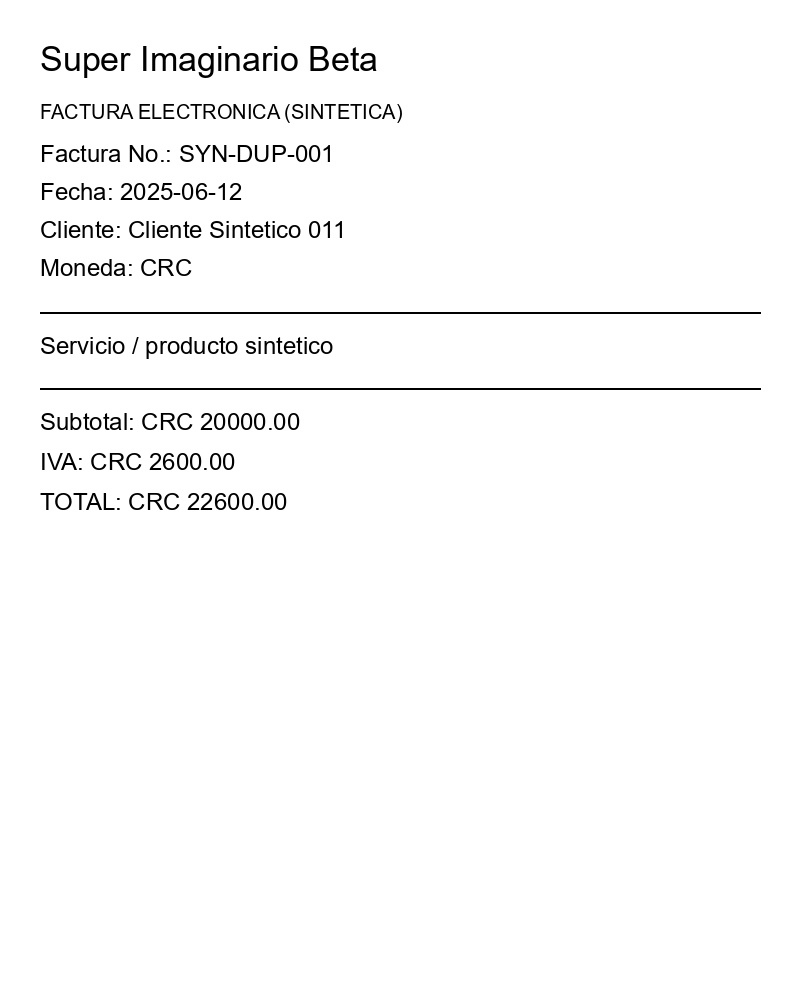 Super Imaginario Beta
FACTURA ELECTRONICA (SINTETICA)
Factura No.: SYN-DUP-001
Fecha: 2025-06-12
Cliente: Cliente Sintetico 011
Moneda: CRC
Servicio / producto sintetico
Subtotal: CRC 20000.00
IVA: CRC 2600.00
TOTAL: CRC 22600.00